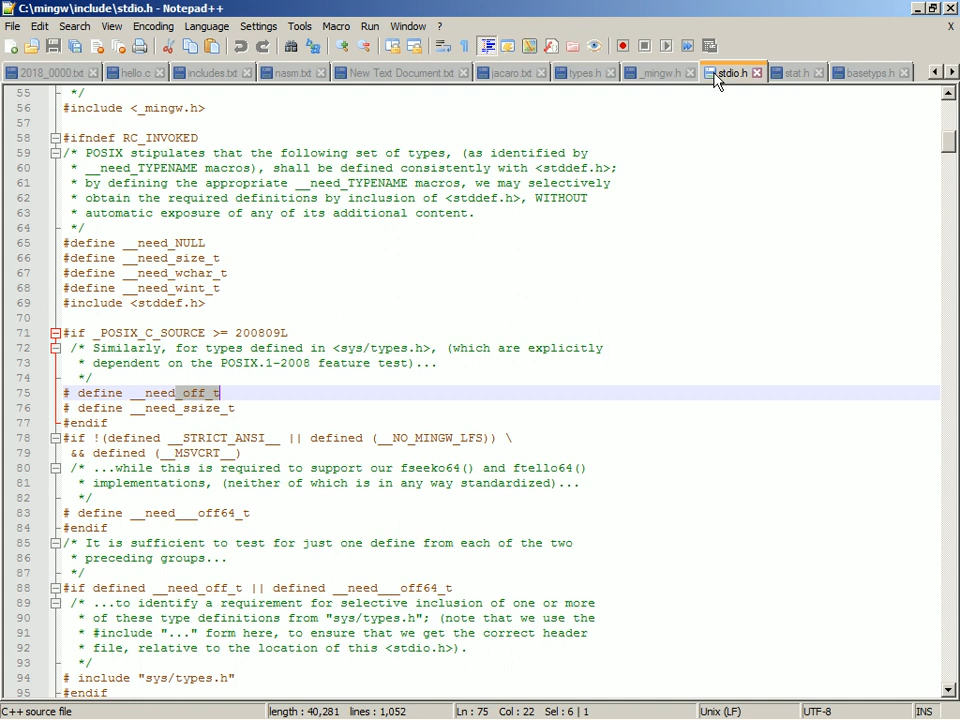 C:\mingw\include\stdio.h - Notepad++
File Edit Search View Encoding Language Settings Tools Macro Run Window ? X
2018_0000.txt hello.c includes.txt nasm.txt New Text Document.txt jacaro.txt types.h _mingw.h stdio.h stat.h basetyps.h
55 */
56 #include <_mingw.h>
57
58 #ifndef RC_INVOKED
59 /* POSIX stipulates that the following set of types, (as identified by
60 * __need_TYPENAME macros), shall be defined consistently with <stddef.h>;
61 * by defining the appropriate __need_TYPENAME macros, we may selectively
62 * obtain the required definitions by inclusion of <stddef.h>, WITHOUT
63 * automatic exposure of any of its additional content.
64 */
65 #define __need_NULL
66 #define __need_size_t
67 #define __need_wchar_t
68 #define __need_wint_t
69 #include <stddef.h>
70
71 #if _POSIX_C_SOURCE >= 200809L
72 /* Similarly, for types defined in <sys/types.h>, (which are explicitly
73 * dependent on the POSIX.1-2008 feature test)...
74 */
75 # define __need_off_t
76 # define __need_ssize_t
77 #endif
78 #if !(defined __STRICT_ANSI__ || defined (__NO_MINGW_LFS)) \
79 && defined (__MSVCRT__)
80 /* ...while this is required to support our fseeko64() and ftello64()
81 * implementations, (neither of which is in any way standardized)...
82 */
83 # define __need___off64_t
84 #endif
85 /* It is sufficient to test for just one define from each of the two
86 * preceding groups...
87 */
88 #if defined __need_off_t || defined __need___off64_t
89 /* ...to identify a requirement for selective inclusion of one or more
90 * of these type definitions from "sys/types.h"; (note that we use the
91 * #include "..." form here, to ensure that we get the correct header
92 * file, relative to the location of this <stdio.h>).
93 */
94 # include "sys/types.h"
95 #endif
C++ source file length : 40,281 lines : 1,052 Ln : 75 Col : 22 Sel : 6 | 1 Unix (LF) UTF-8 INS